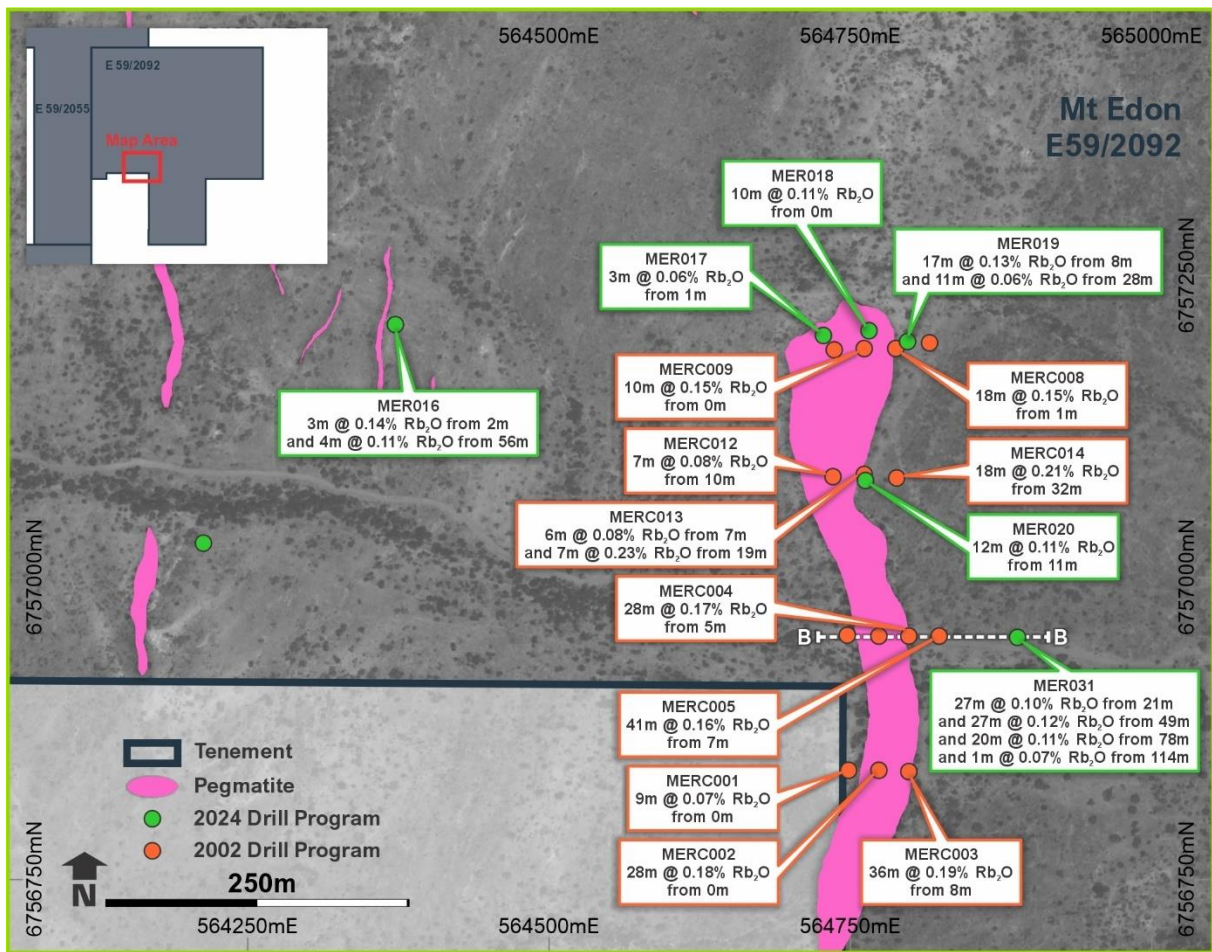 564500mE
564750mE
565000mE
E 59/2092
E 59/2055
Map Area
Mt Edon
E59/2092
MER018
10m @ 0.11% Rb₂O
from 0m
MER017
3m @ 0.06% Rb₂O
from 1m
MER019
17m @ 0.13% Rb₂O from 8m
and 11m @ 0.06% Rb₂O from 28m
6757250mN
MERC009
10m @ 0.15% Rb₂O
from 0m
MERC008
18m @ 0.15% Rb₂O
from 1m
MER016
3m @ 0.14% Rb₂O from 2m
and 4m @ 0.11% Rb₂O from 56m
MERC012
7m @ 0.08% Rb₂O
from 10m
MERC014
18m @ 0.21% Rb₂O
from 32m
MERC013
6m @ 0.08% Rb₂O from 7m
and 7m @ 0.23% Rb₂O from 19m
MER020
12m @ 0.11% Rb₂O
from 11m
6757000mN
6757000mN
MERC004
28m @ 0.17% Rb₂O
from 5m
B
B
MERC005
41m @ 0.16% Rb₂O
from 7m
MER031
27m @ 0.10% Rb₂O from 21m
and 27m @ 0.12% Rb₂O from 49m
and 20m @ 0.11% Rb₂O from 78m
and 1m @ 0.07% Rb₂O from 114m
MERC001
9m @ 0.07% Rb₂O
from 0m
MERC002
28m @ 0.18% Rb₂O
from 0m
MERC003
36m @ 0.19% Rb₂O
from 8m
Tenement
Pegmatite
2024 Drill Program
2002 Drill Program
N
250m
6756750mN
6756750mN
564250mE
564500mE
564750mE